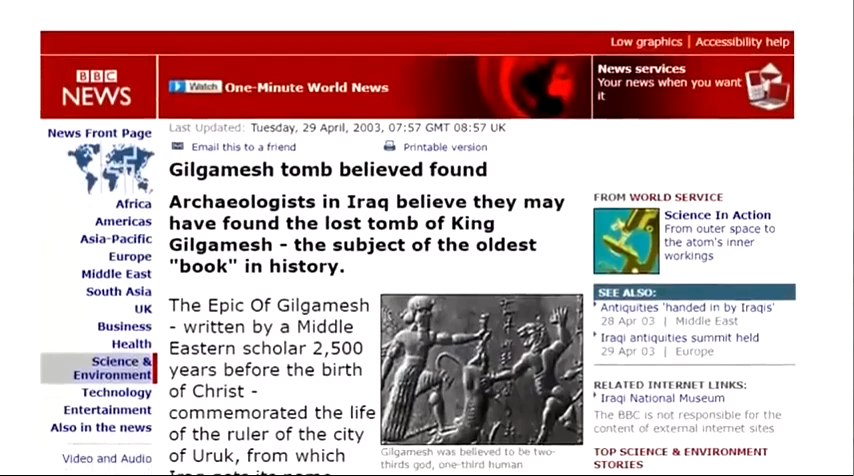 Low graphics | Accessibility help
BBC
NEWS
Watch One-Minute World News
News services
Your news when you want
it
News Front Page
Africa
Americas
Asia-Pacific
Europe
Middle East
South Asia
UK
Business
Health
Science &
Environment
Technology
Entertainment
Also in the news
Video and Audio
Last Updated: Tuesday, 29 April, 2003, 07:57 GMT 08:57 UK
Email this to a friend
Printable version
Gilgamesh tomb believed found
Archaeologists in Iraq believe they may
have found the lost tomb of King
Gilgamesh - the subject of the oldest
"book" in history.
The Epic Of Gilgamesh
- written by a Middle
Eastern scholar 2,500
years before the birth
of Christ -
commemorated the life
of the ruler of the city
of Uruk, from which
Iraq gets its name
Gilgamesh was believed to be two-
thirds god, one-third human
FROM WORLD SERVICE
Science In Action
From outer space to
the atom's inner
workings
SEE ALSO:
Antiquities 'handed in by Iraqis'
28 Apr 03 | Middle East
Iraqi antiquities summit held
29 Apr 03 | Europe
RELATED INTERNET LINKS:
Iraqi National Museum
The BBC is not responsible for the
content of external internet sites
TOP SCIENCE & ENVIRONMENT
STORIES